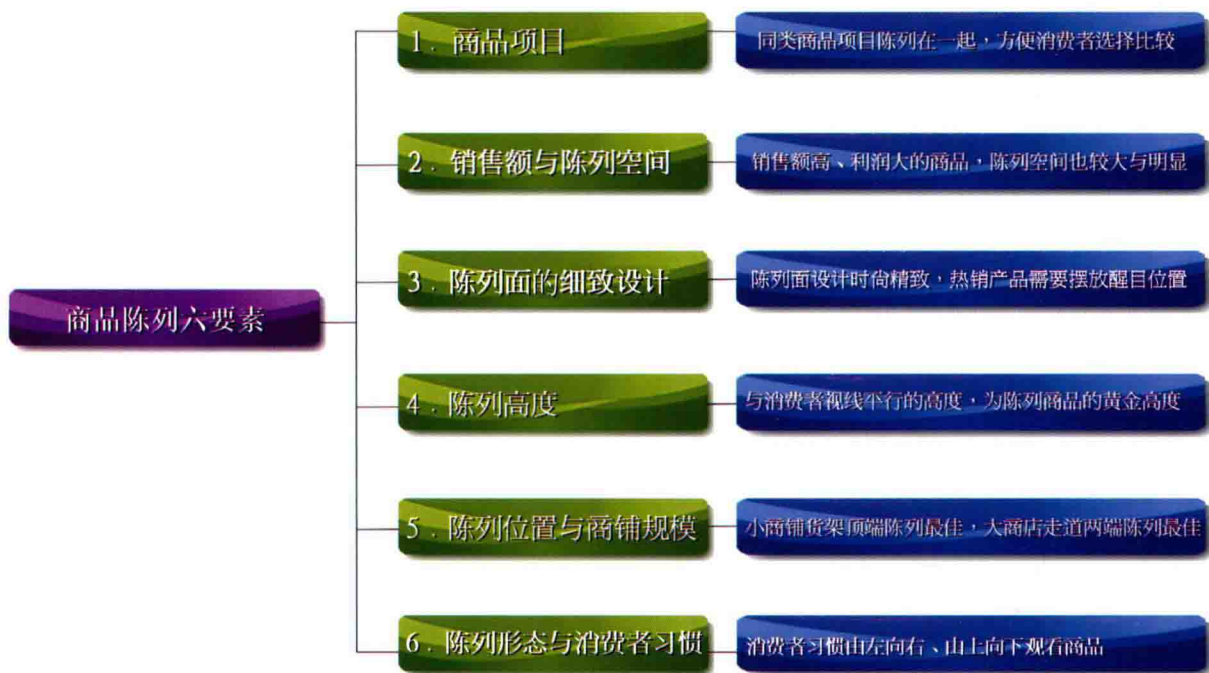 商品陈列六要素
1．商品项目
同类商品项目陈列在一起，方便消费者选择比较
2．销售额与陈列空间
销售额高、利润大的商品，陈列空间也较大与明显
3．陈列面的细致设计
陈列面设计时尚精致，热销产品需要摆放醒目位置
4．陈列高度
与消费者视线平行的高度，为陈列商品的黄金高度
5．陈列位置与商铺规模
小商铺货架顶端陈列最佳，大商店走道两端陈列最佳
6．陈列形态与消费者习惯
消费者习惯由左向右、由上向下观看商品